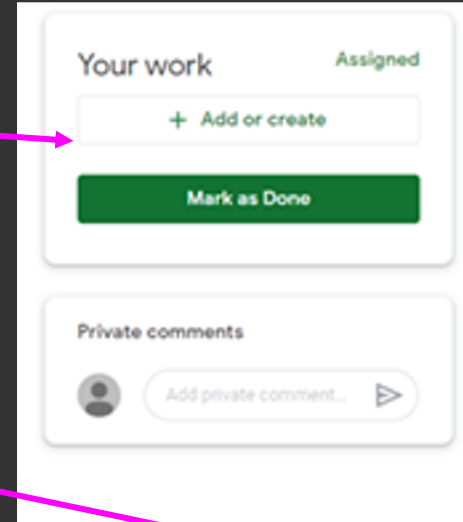 Your work
Assigned
+ Add or create
Mark as Done
Private comments
Add private comment...